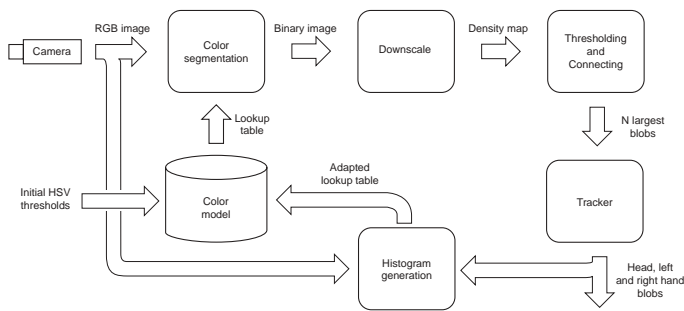 RGB image
Binary image
Density map
Camera
Color
segmentation
Downscale
Thresholding
and
Connecting
Lookup
table
N largest
blobs
Adapted
lookup table
Initial HSV
thresholds
Color
model
Tracker
Histogram
generation
Head, left
and right hand
blobs